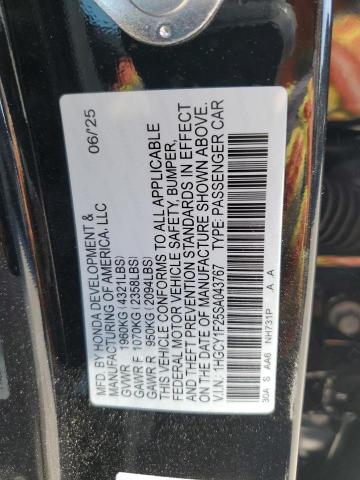 MFD. BY HONDA DEVELOPMENT & 06/'25
MANUFACTURING OF AMERICA, LLC
GVWR 1960KG (4321LBS)
GAWR F 1070KG (2358LBS)
GAWR R 950KG (2094LBS)
THIS VEHICLE CONFORMS TO ALL APPLICABLE
FEDERAL MOTOR VEHICLE SAFETY, BUMPER,
AND THEFT PREVENTION STANDARDS IN EFFECT
ON THE DATE OF MANUFACTURE SHOWN ABOVE.
V.I.N.: 1HGCY1F26SA043767 TYPE: PASSENGER CAR
30A S AA6 NH731P A A